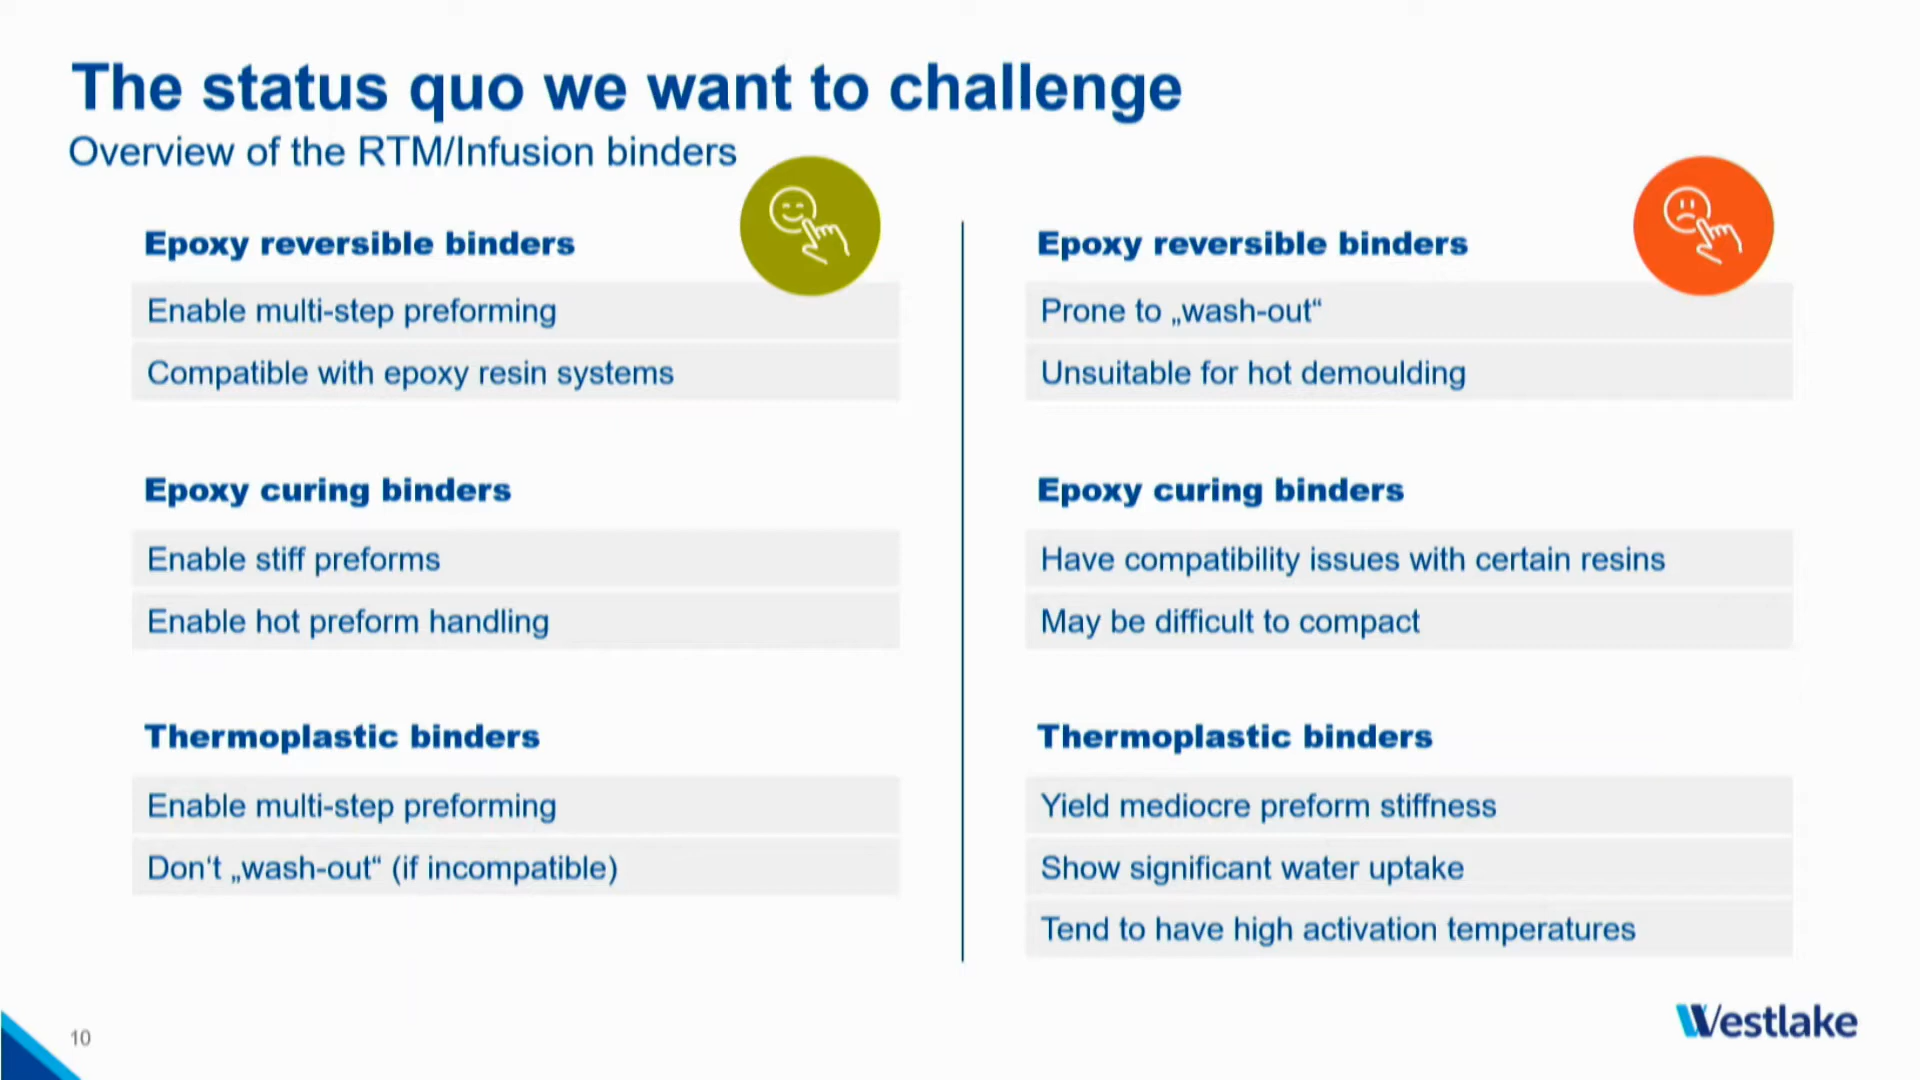 The status quo we want to challenge
Overview of the RTM/Infusion binders
Epoxy reversible binders
Enable multi-step preforming
Compatible with epoxy resin systems
Epoxy curing binders
Enable stiff preforms
Enable hot preform handling
Thermoplastic binders
Enable multi-step preforming
Don‘t „wash-out“ (if incompatible)
Epoxy reversible binders
Prone to „wash-out“
Unsuitable for hot demoulding
Epoxy curing binders
Have compatibility issues with certain resins
May be difficult to compact
Thermoplastic binders
Yield mediocre preform stiffness
Show significant water uptake
Tend to have high activation temperatures
10
Westlake